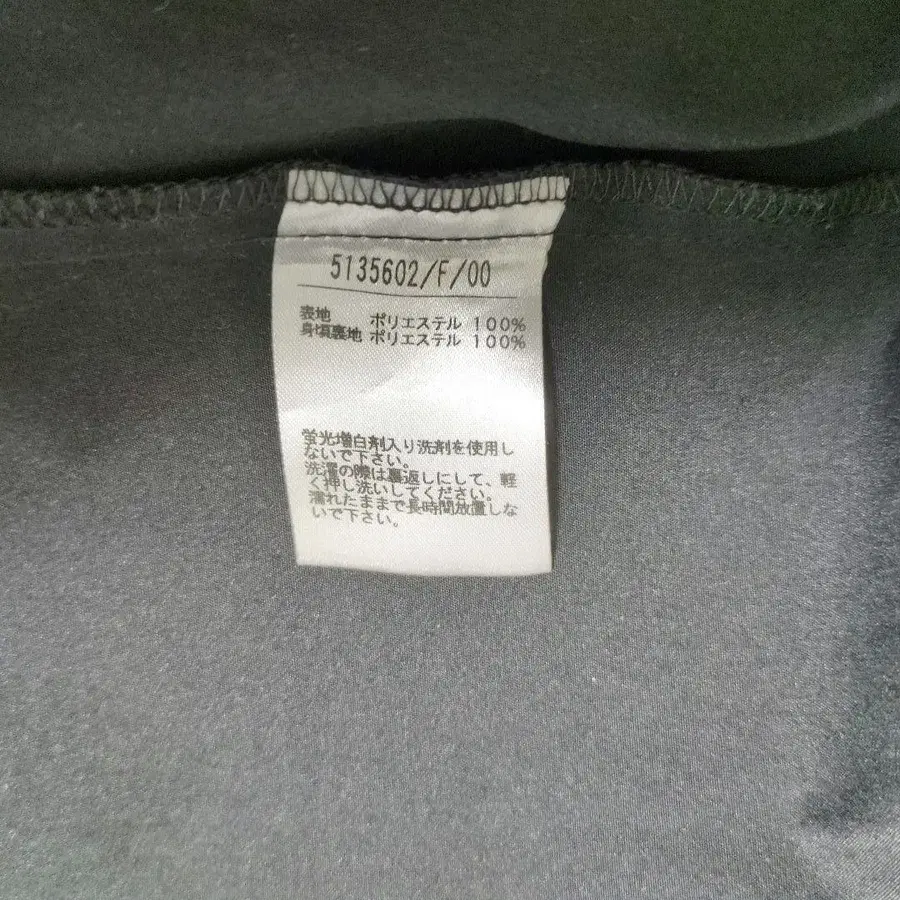 5135602/F/00
表地 ポリエステル 100%
身頃裏地 ポリエステル 100%
蛍光増白剤入り洗剤を使用し
ないで下さい。
洗濯の際は裏返しにして、軽
く押し洗いしてください。
濡れたままで長時間放置しな
いで下さい。